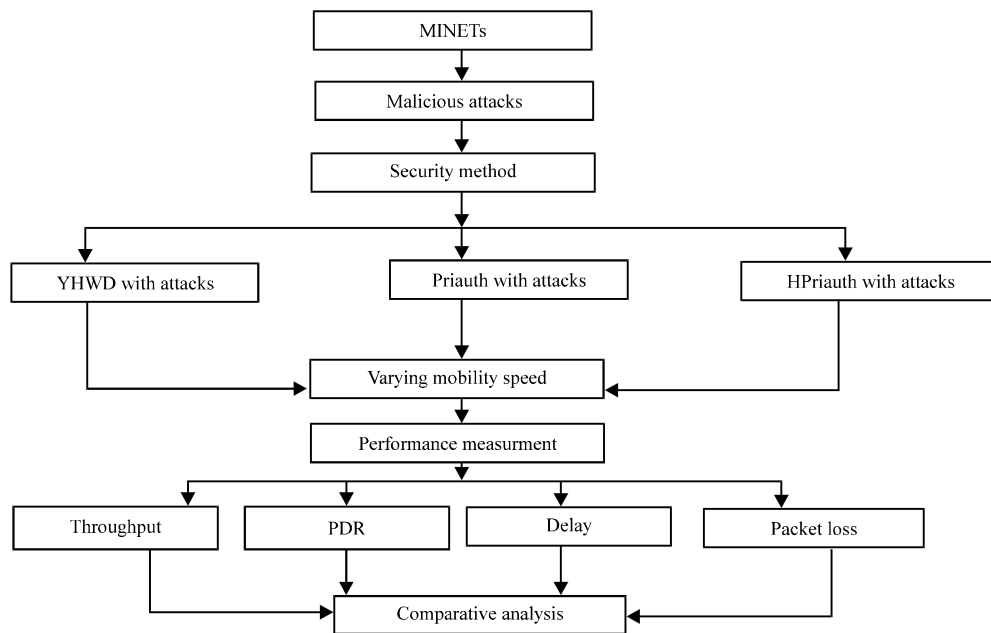 MINETs
Malicious attacks
Security method
YHWD with attacks
Priauth with attacks
HPriauth with attacks
Varying mobility speed
Performance measurment
Throughput
PDR
Delay
Packet loss
Comparative analysis